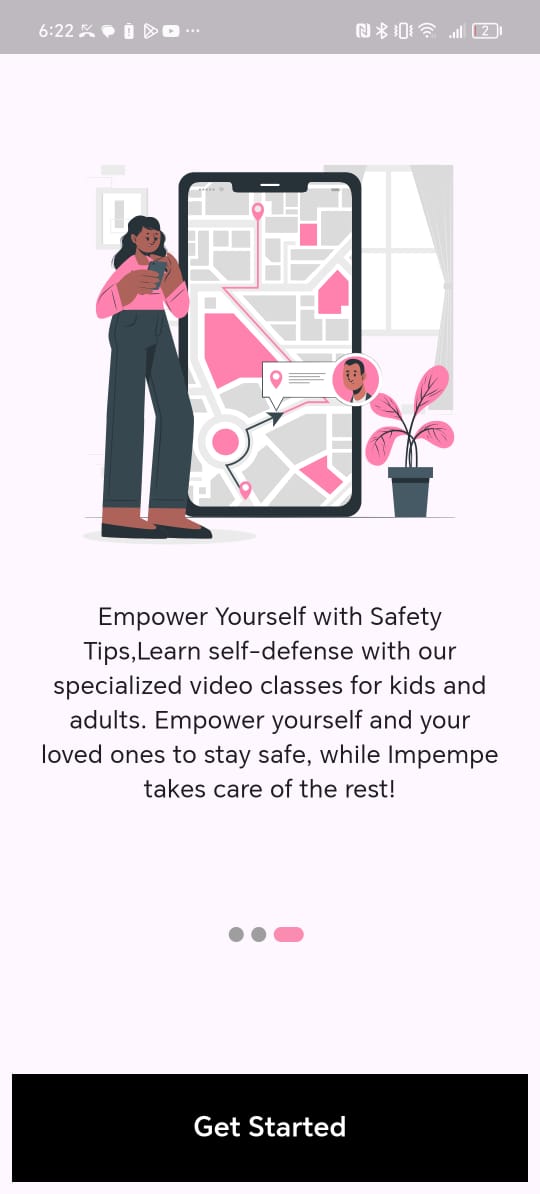 6:22
2
Empower Yourself with Safety
Tips,Learn self-defense with our
specialized video classes for kids and
adults. Empower yourself and your
loved ones to stay safe, while Impempe
takes care of the rest!
Get Started